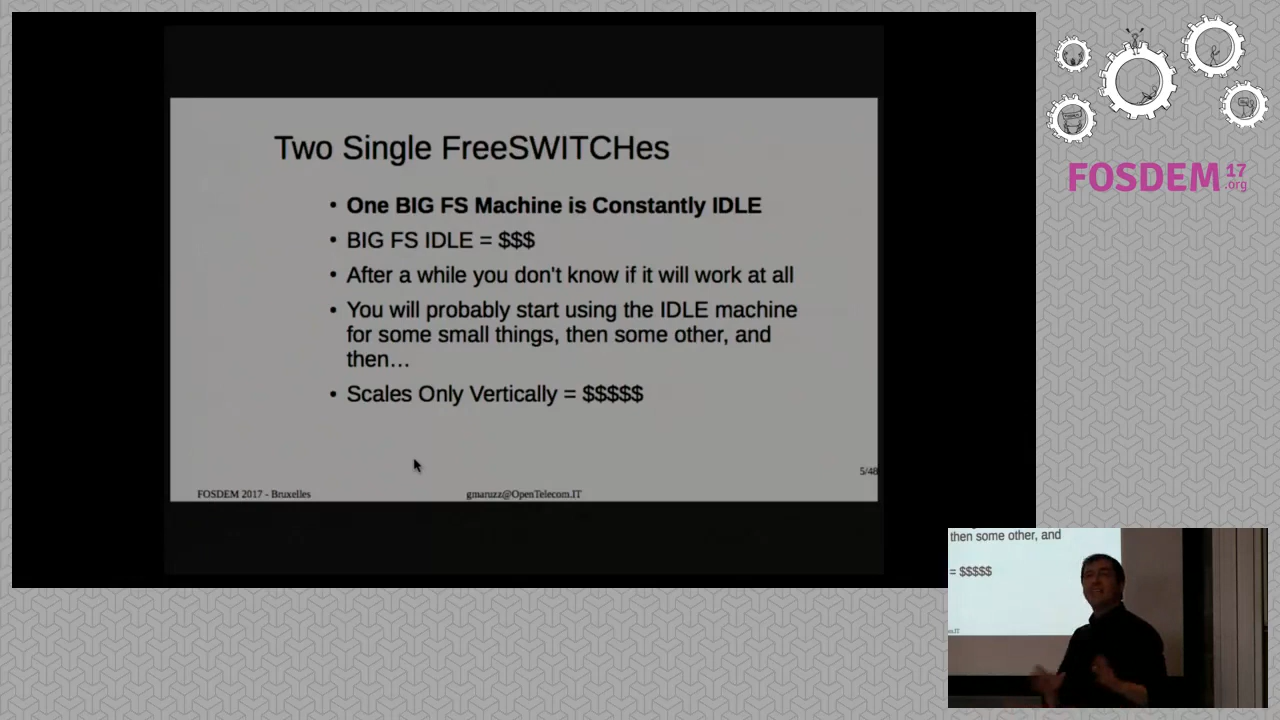 Two Single FreeSWITCHes
• One BIG FS Machine is Constantly IDLE
• BIG FS IDLE = $$$
• After a while you don't know if it will work at all
• You will probably start using the IDLE machine
for some small things, then some other, and
then…
• Scales Only Vertically = $$$$$
5/48
FOSDEM 2017 - Bruxelles
gmaruzz@OpenTelecom.IT
FOSDEM 17
.org
then some other, and
= $$$$$